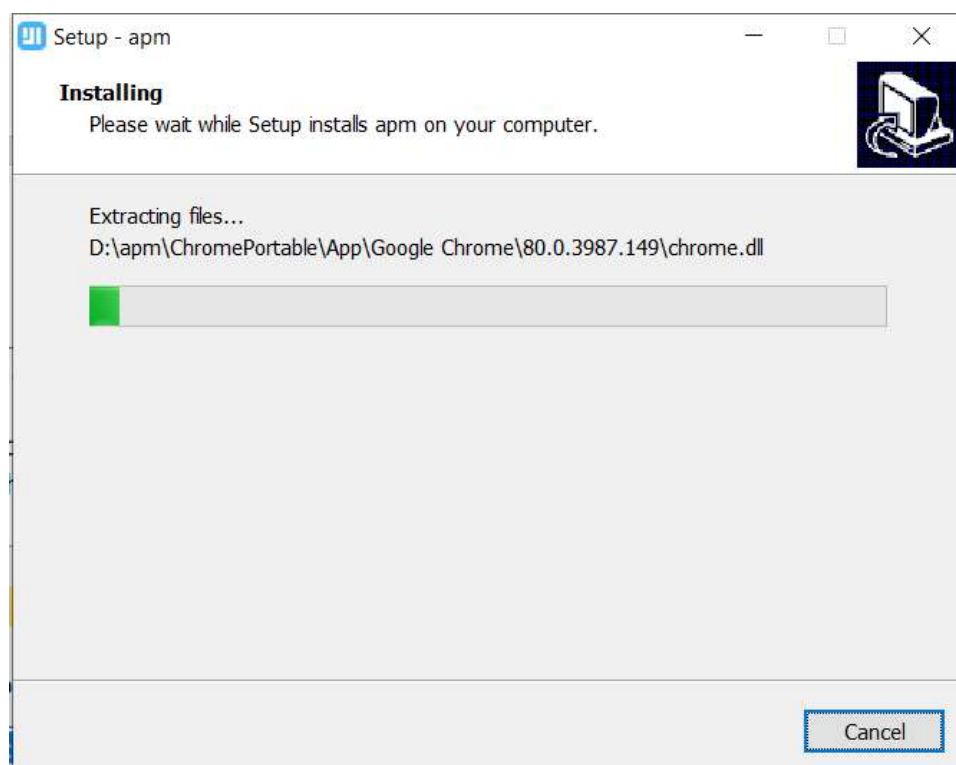 Setup - apm
Installing
Please wait while Setup installs apm on your computer.
Extracting files...
D:\apm\ChromePortable\App\Google Chrome\80.0.3987.149\chrome.dll
Cancel